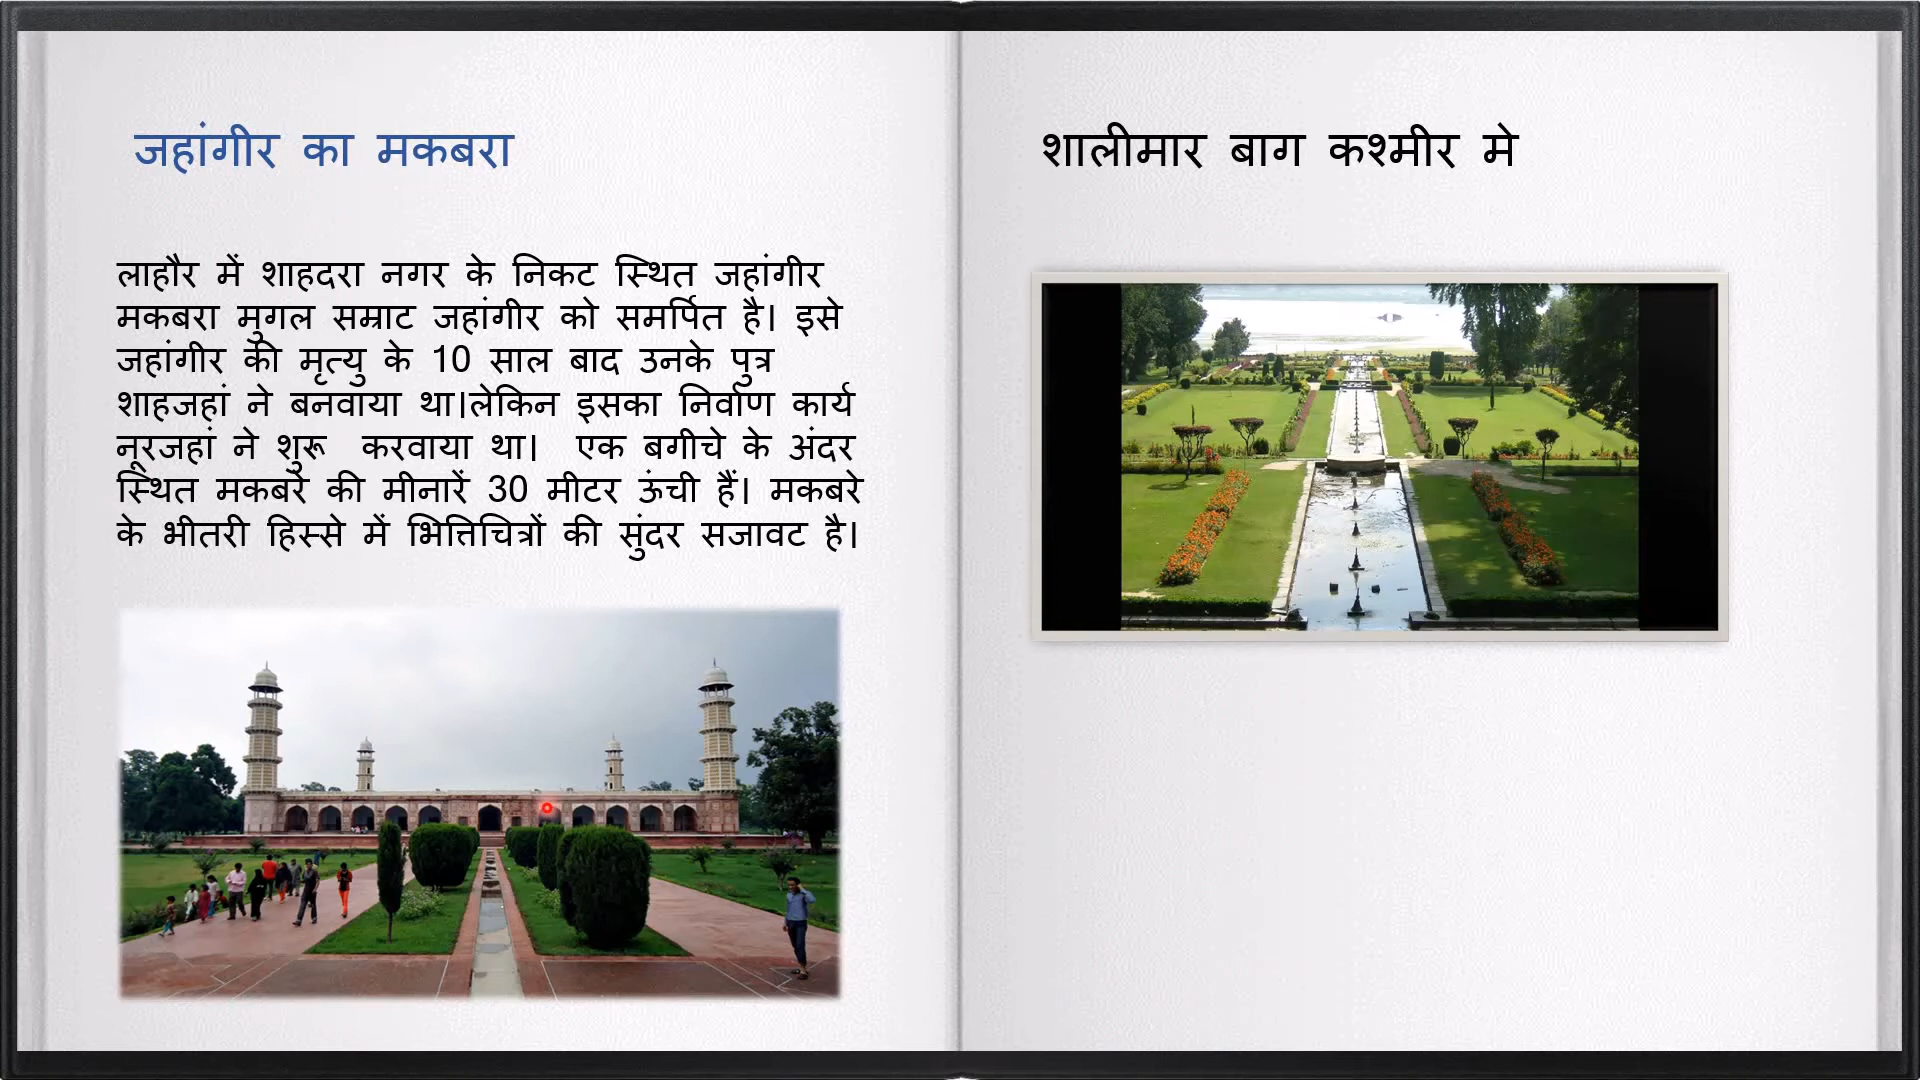 जहांगीर का मकबरा
लाहौर में शाहदरा नगर के निकट स्थित जहांगीर
मकबरा मुगल सम्राट जहांगीर को समर्पित है। इसे
जहांगीर की मृत्यु के 10 साल बाद उनके पुत्र
शाहजहां ने बनवाया था।लेकिन इसका निर्वाण कार्य
नूरजहां ने शुरू करवाया था। एक बगीचे के अंदर
स्थित मकबरे की मीनारें 30 मीटर ऊंची हैं। मकबरे
के भीतरी हिस्से में भित्तिचित्रों की सुंदर सजावट है।
शालीमार बाग कश्मीर मे